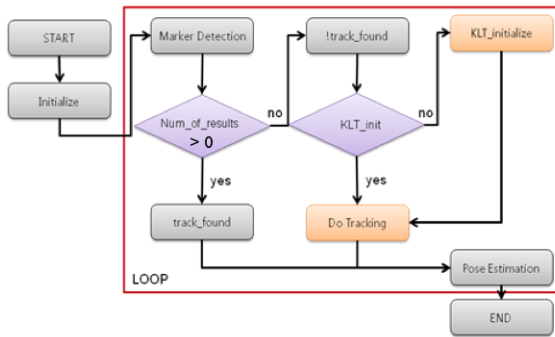 START
Initialize
Marker Detection
Num_of_results
> 0
yes
track_found
no
!track_found
KLT_init
yes
Do Tracking
no
KLT_initialize
Pose Estimation
LOOP
END